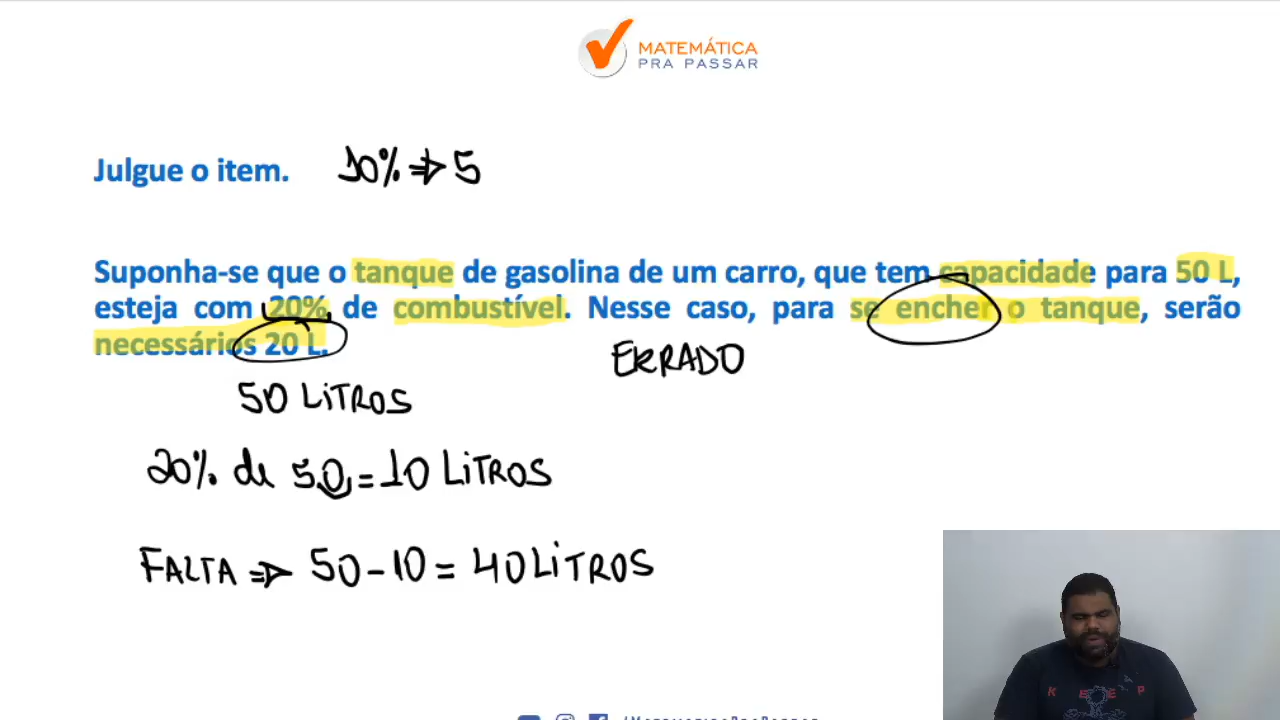 MATEMÁTICA
PRA PASSAR
Julgue o item. 10% ⇒ 5
Suponha-se que o tanque de gasolina de um carro, que tem capacidade para 50 L,
esteja com 20% de combustível. Nesse caso, para se encher o tanque, serão
necessários 20 L.
ERRADO
50 LITROS
20% de 50 = 10 LITROS
FALTA ⇒ 50 - 10 = 40 LITROS
K E E P